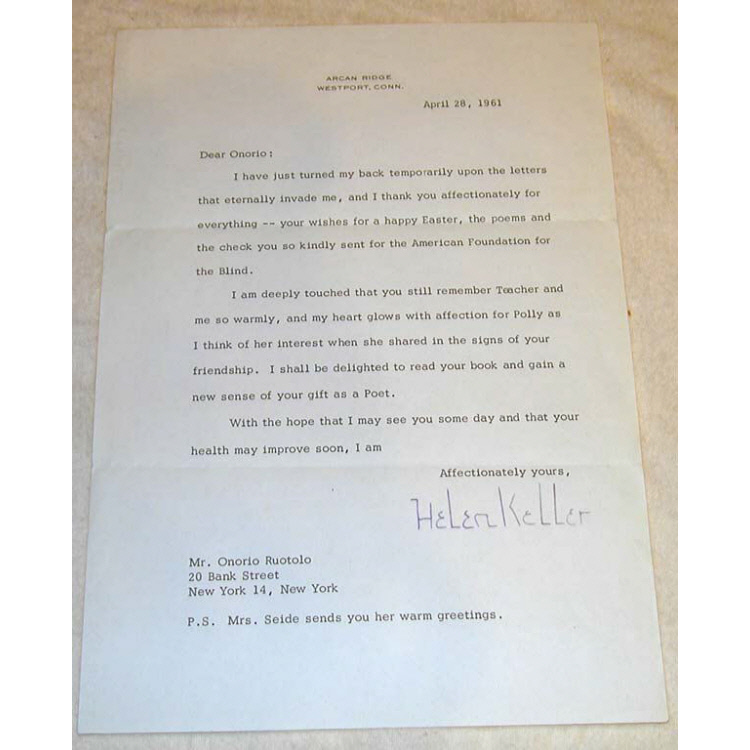 ARCAN RIDGE
WESTPORT, CONN.
April 28, 1961
Dear Onorio:
I have just turned my back temporarily upon the letters
that eternally invade me, and I thank you affectionately for
everything -- your wishes for a happy Easter, the poems and
the check you so kindly sent for the American Foundation for
the Blind.
I am deeply touched that you still remember Teacher and
me so warmly, and my heart glows with affection for Polly as
I think of her interest when she shared in the signs of your
friendship. I shall be delighted to read your book and gain a
new sense of your gift as a Poet.
With the hope that I may see you some day and that your
health may improve soon, I am
Affectionately yours,
Helen Keller
Mr. Onorio Ruotolo
20 Bank Street
New York 14, New York
P.S. Mrs. Seide sends you her warm greetings.